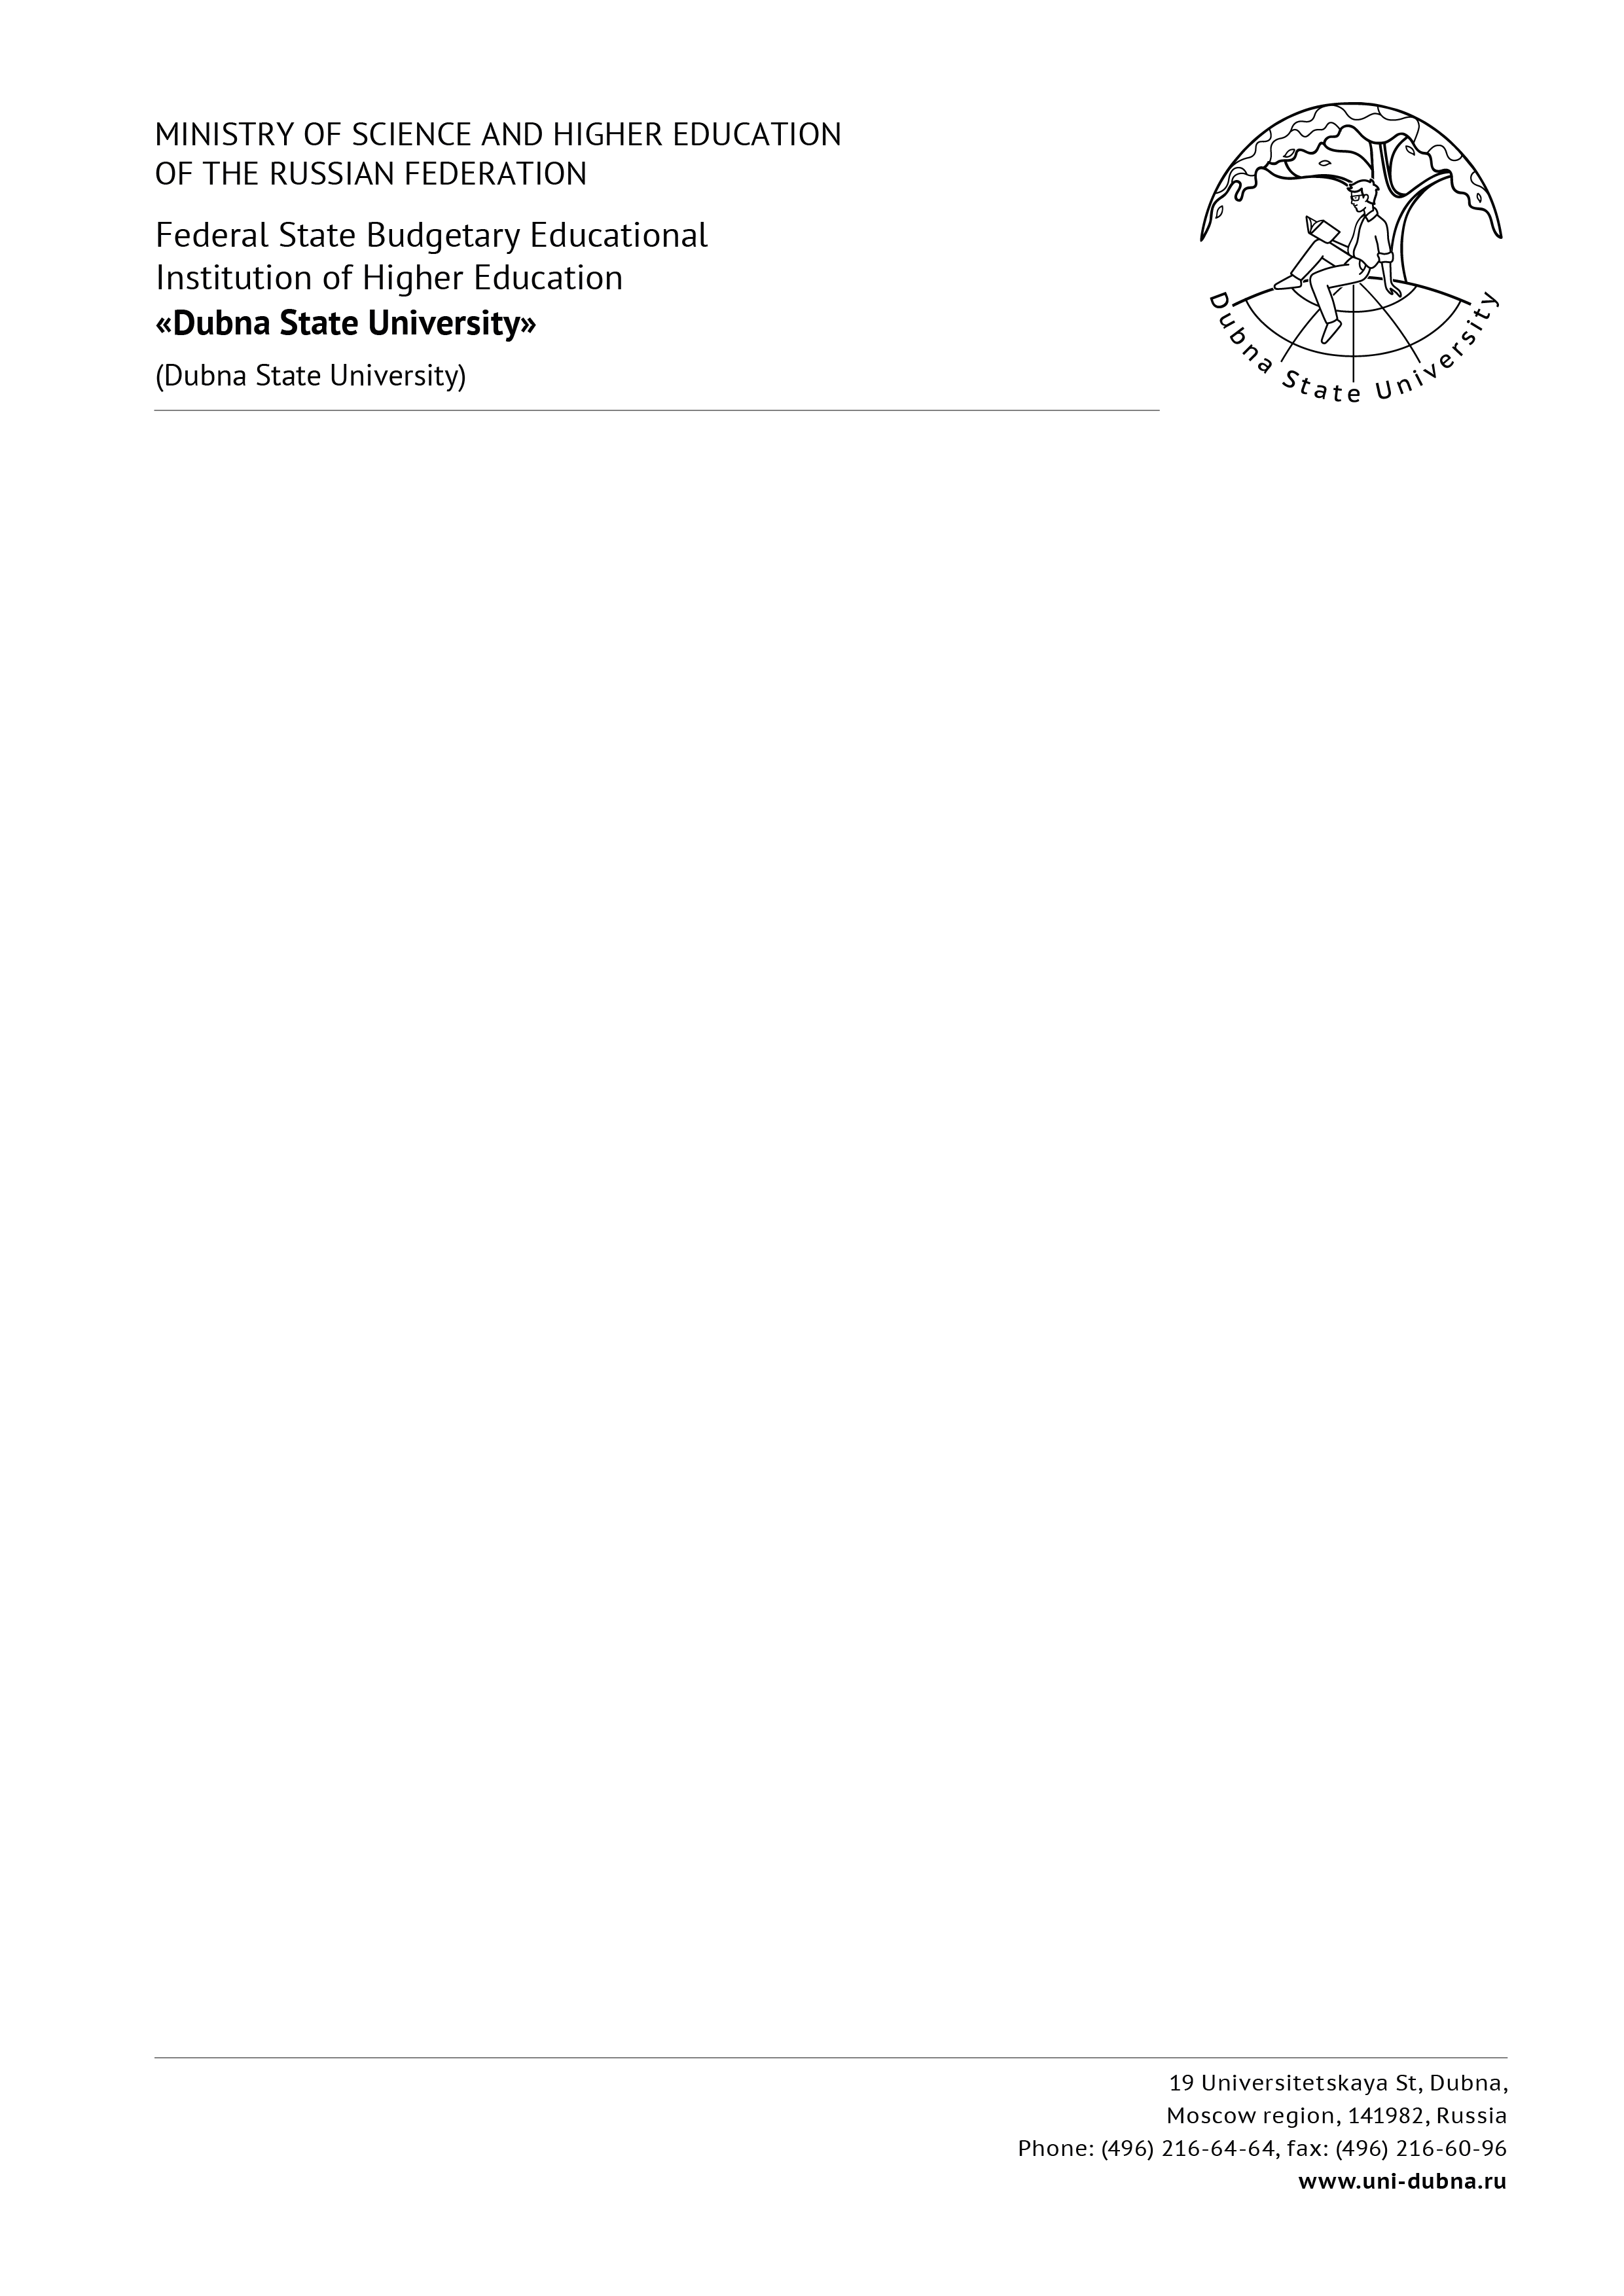 MINISTRY OF SCIENCE AND HIGHER EDUCATION
OF THE RUSSIAN FEDERATION
Federal State Budgetary Educational
Institution of Higher Education
«Dubna State University»
(Dubna State University)
Dubna State University
19 Universitetskaya St, Dubna,
Moscow region, 141982, Russia
Phone: (496) 216-64-64, fax: (496) 216-60-96
www.uni-dubna.ru